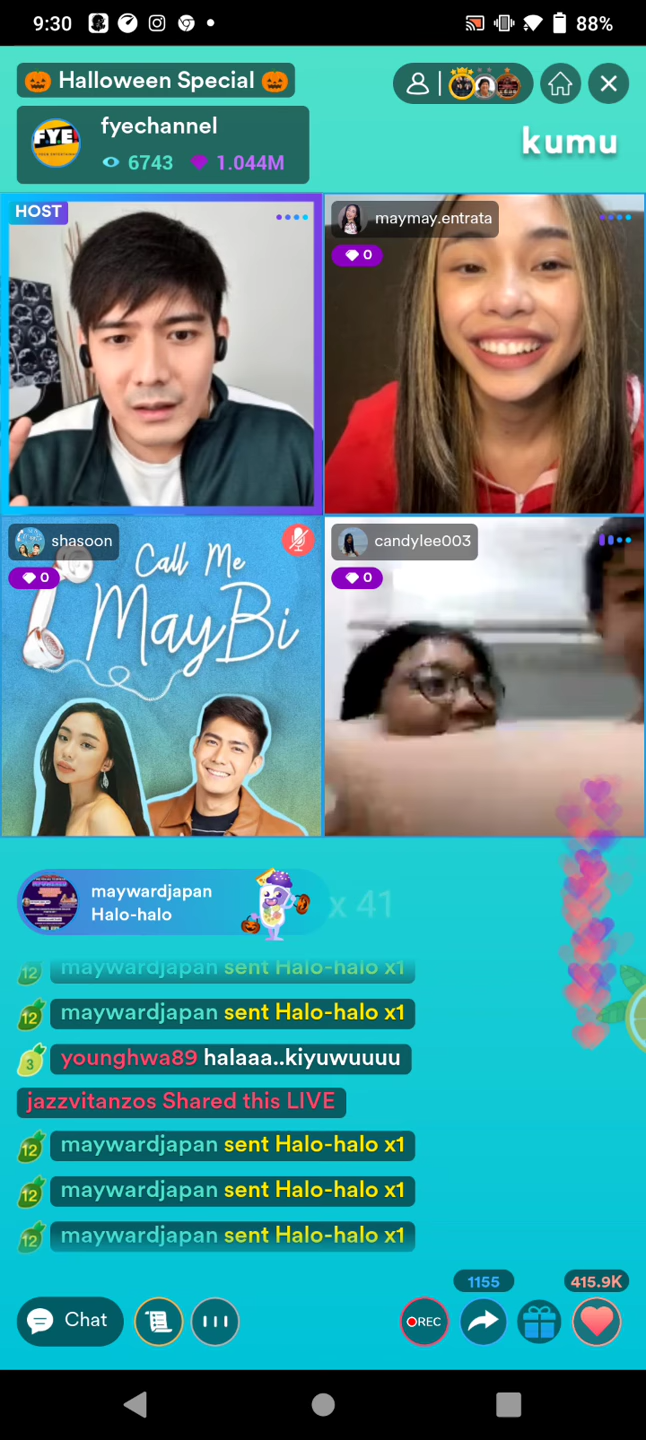 9:30
88%
Halloween Special
fyechannel
FYE
6743
1.044M
kumu
HOST
maymay.entrata
0
shasoon
0
Call Me
MayBi
candylee003
0
maywardjapan
Halo-halo
x 41
12 maywardjapan sent Halo-halo x1
12 maywardjapan sent Halo-halo x1
3 younghwa89 halaaa..kiyuwuuuu
jazzvitanzos Shared this LIVE
12 maywardjapan sent Halo-halo x1
12 maywardjapan sent Halo-halo x1
12 maywardjapan sent Halo-halo x1
1155
415.9K
Chat
REC